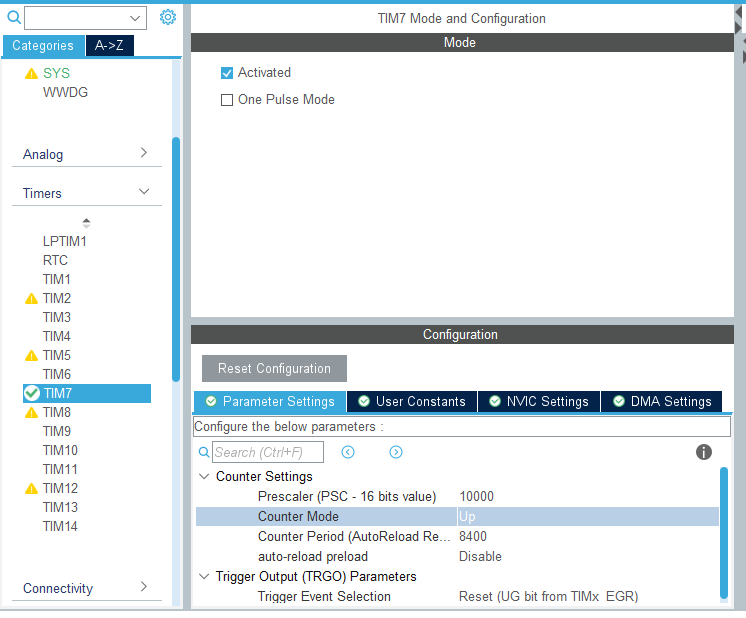 TIM7 Mode and Configuration
Categories
A->Z
SYS
WWDG
Analog
Timers
LPTIM1
RTC
TIM1
TIM2
TIM3
TIM4
TIM5
TIM6
TIM7
TIM8
TIM9
TIM10
TIM11
TIM12
TIM13
TIM14
Connectivity
Mode
Activated
One Pulse Mode
Configuration
Reset Configuration
Parameter Settings
User Constants
NVIC Settings
DMA Settings
Configure the below parameters :
Search (Ctrl+F)
Counter Settings
Prescaler (PSC - 16 bits value) 10000
Counter Mode Up
Counter Period (AutoReload Re... 8400
auto-reload preload Disable
Trigger Output (TRGO) Parameters
Trigger Event Selection Reset (UG bit from TIMx_EGR)